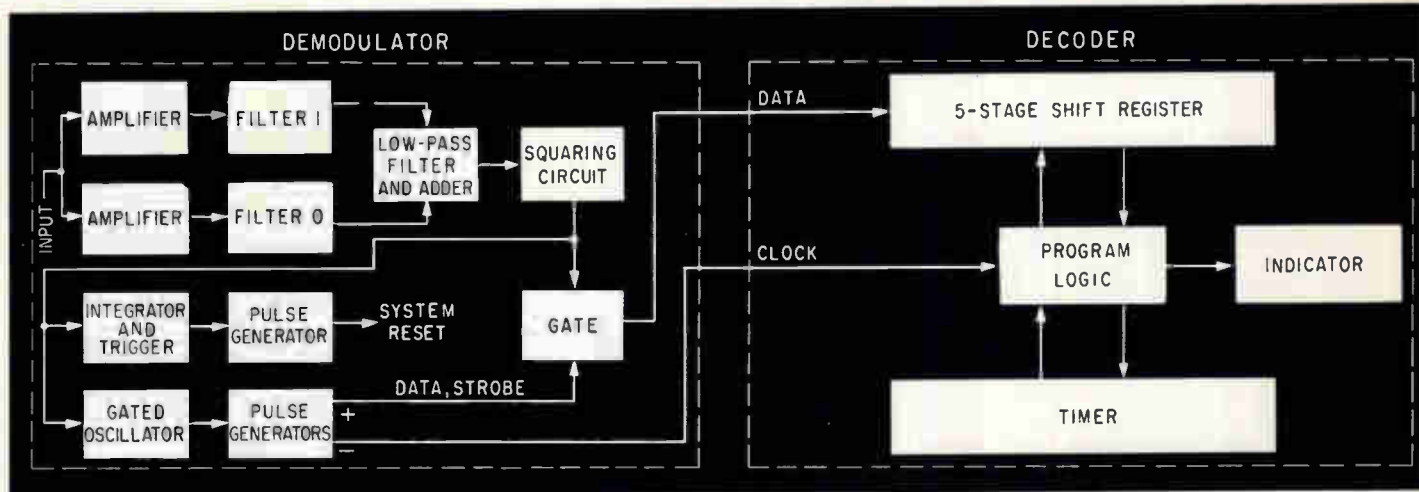 DEMODULATOR
INPUT
AMPLIFIER
FILTER 1
AMPLIFIER
FILTER 0
LOW-PASS
FILTER
AND ADDER
SQUARING
CIRCUIT
INTEGRATOR
AND
TRIGGER
PULSE
GENERATOR
SYSTEM
RESET
GATE
GATED
OSCILLATOR
PULSE
GENERATORS
DATA, STROBE
+
−
DECODER
DATA
CLOCK
5-STAGE SHIFT REGISTER
PROGRAM
LOGIC
INDICATOR
TIMER